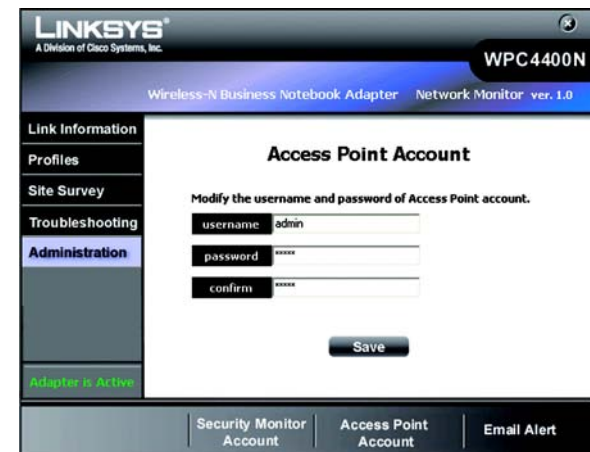 LINKSYS®
A Division of Cisco Systems, Inc.
WPC4400N
Wireless-N Business Notebook Adapter Network Monitor ver. 1.0
Link Information
Profiles
Site Survey
Troubleshooting
Administration
Adapter is Active
Access Point Account
Modify the username and password of Access Point account.
username admin
password *****
confirm *****
Save
Security Monitor Account
Access Point Account
Email Alert